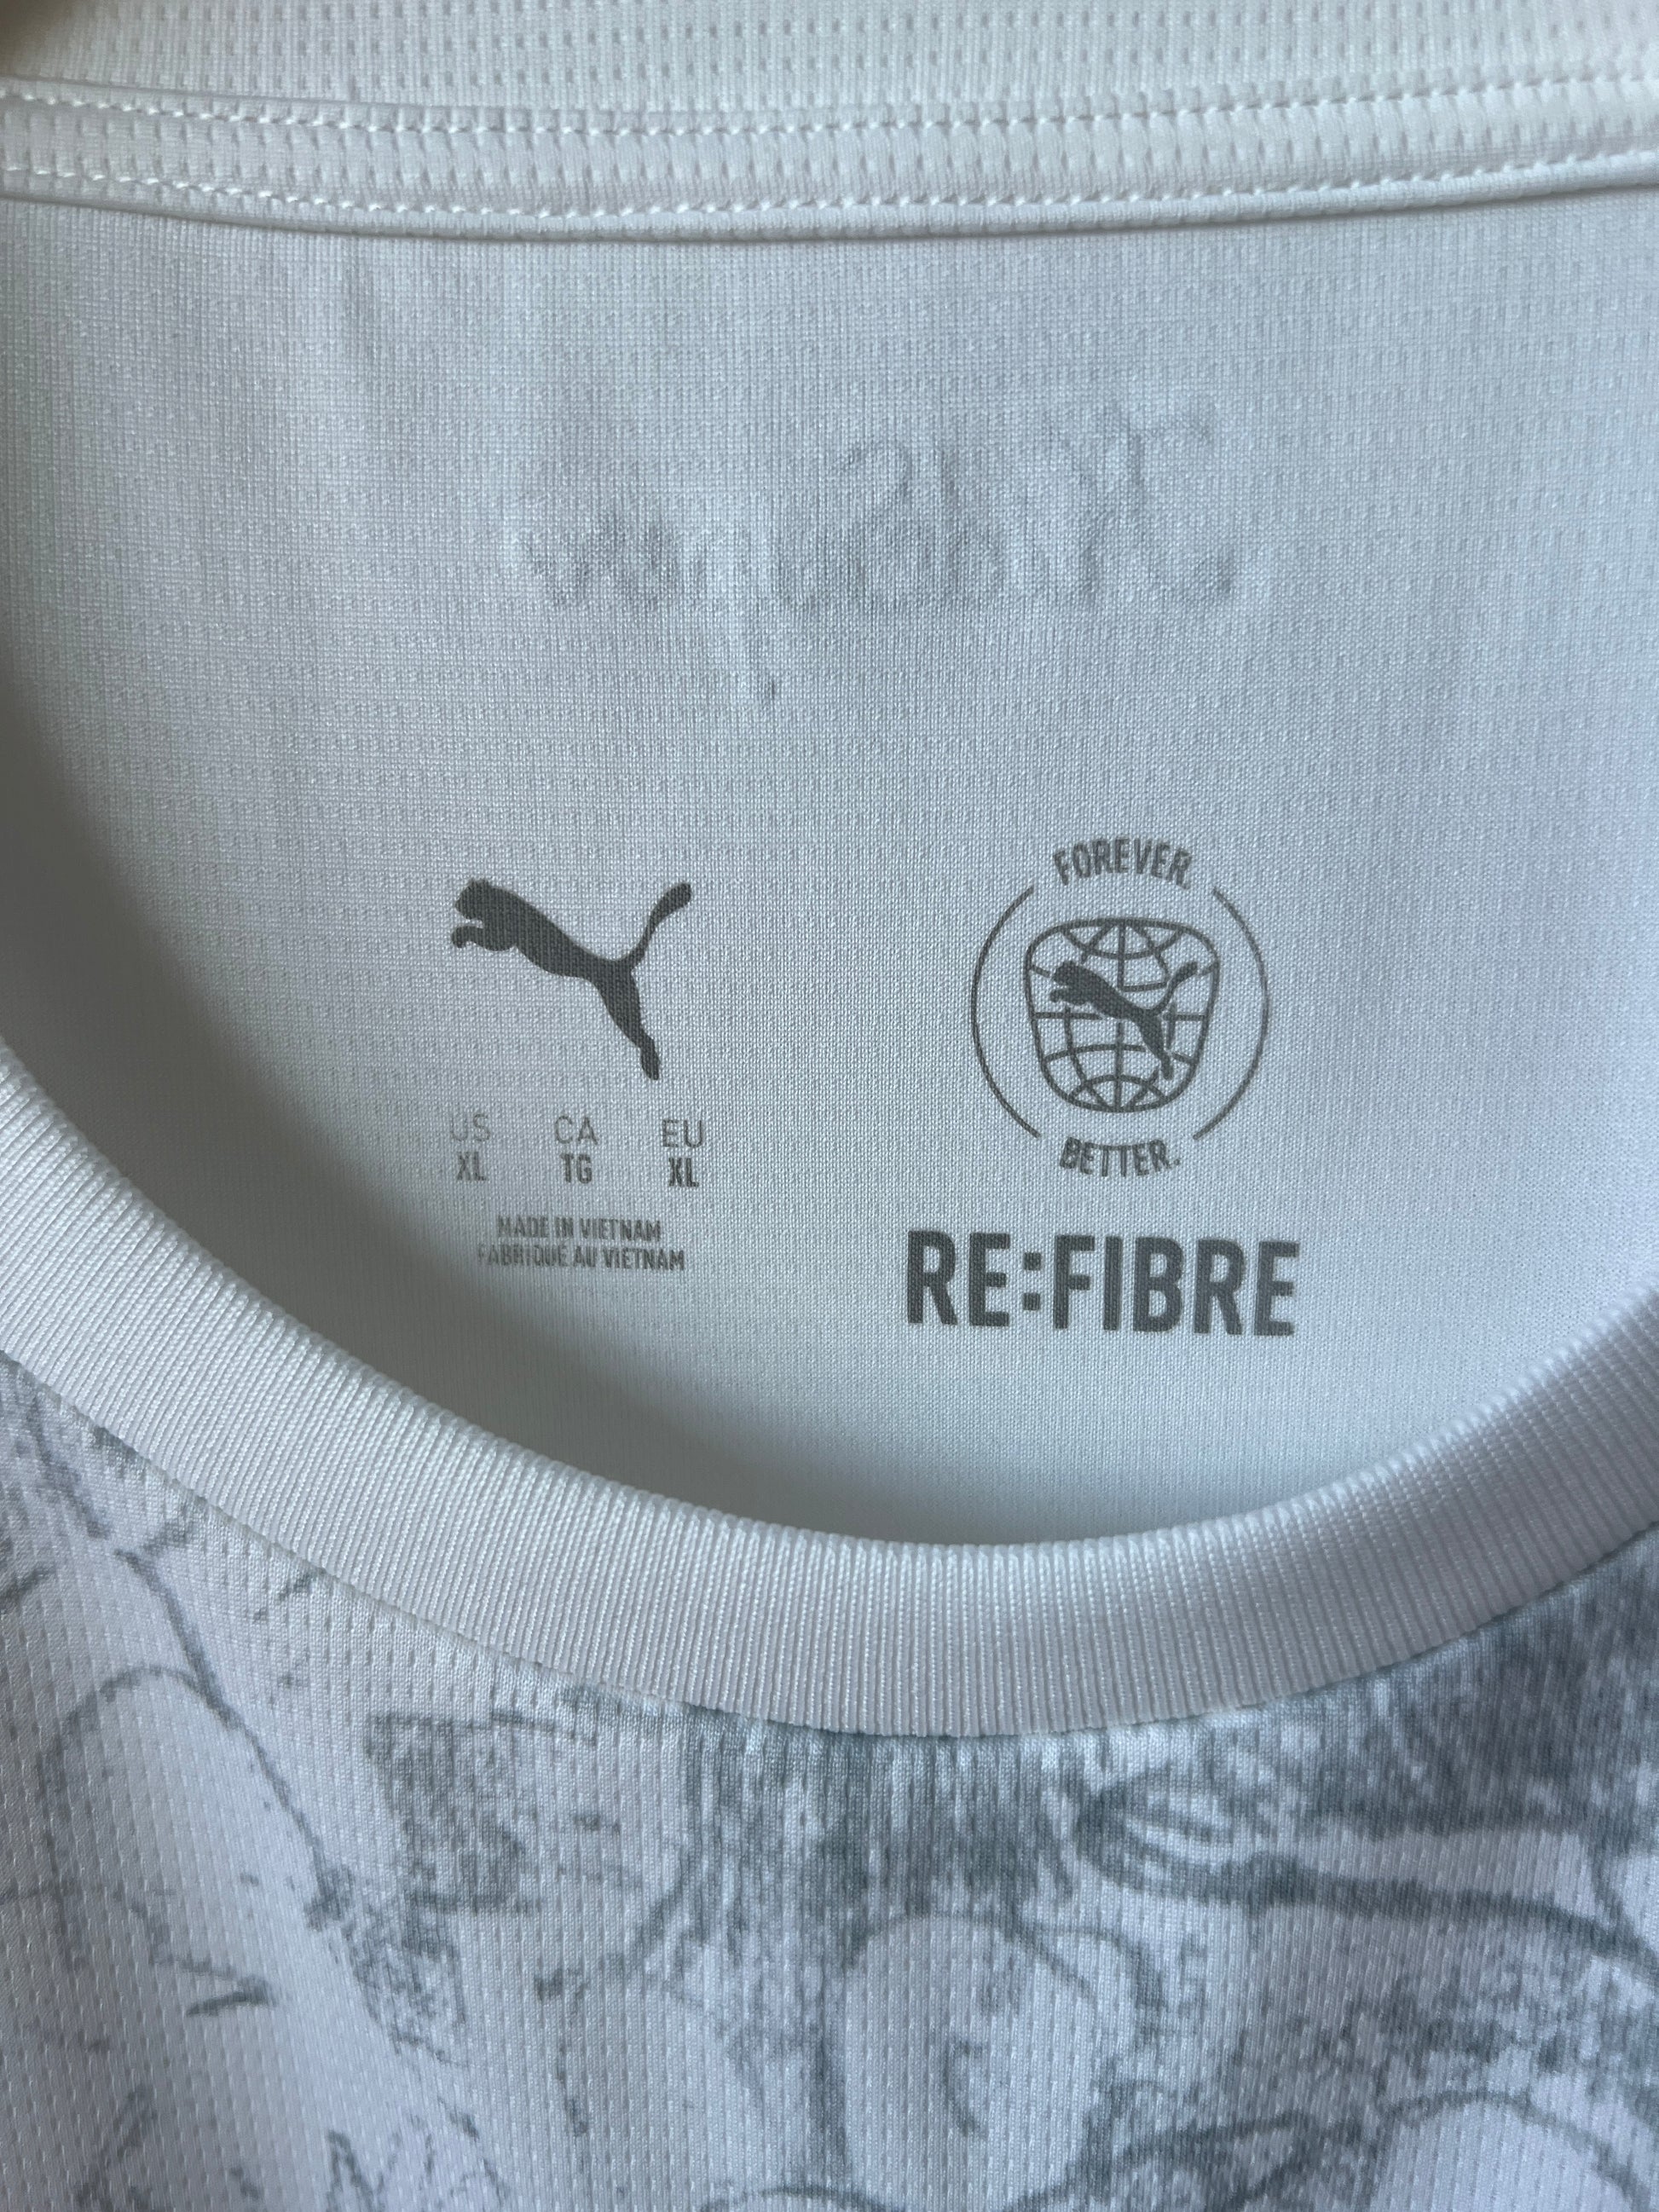 FOREVER.
BETTER.
RE:FIBRE
US CA EU
XL TG XL
MADE IN VIETNAM
FABRIQUÉ AU VIETNAM